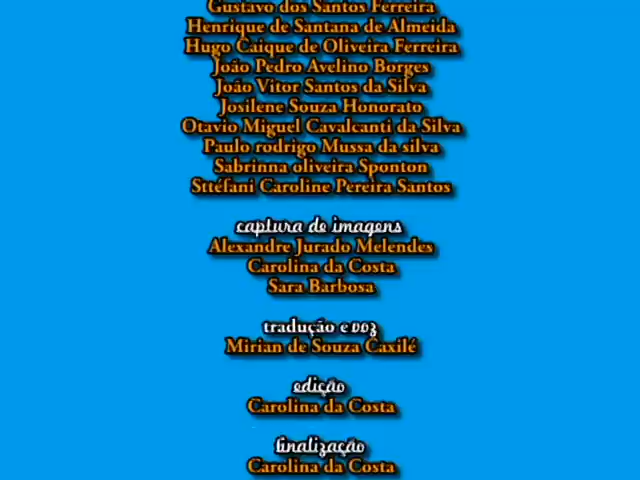 Gustavo dos Santos Ferreira
Henrique de Santana de Almeida
Hugo Caique de Oliveira Ferreira
João Pedro Avelino Borges
João Vitor Santos da Silva
Josilene Souza Honorato
Otavio Miguel Cavalcanti da Silva
Paulo rodrigo Mussa da silva
Sabrinna oliveira Sponton
Sttéfani Caroline Pereira Santos
captura de imagens
Alexandre Jurado Melendes
Carolina da Costa
Sara Barbosa
tradução e voz
Mirian de Souza Caxilé
edição
Carolina da Costa
finalização
Carolina da Costa